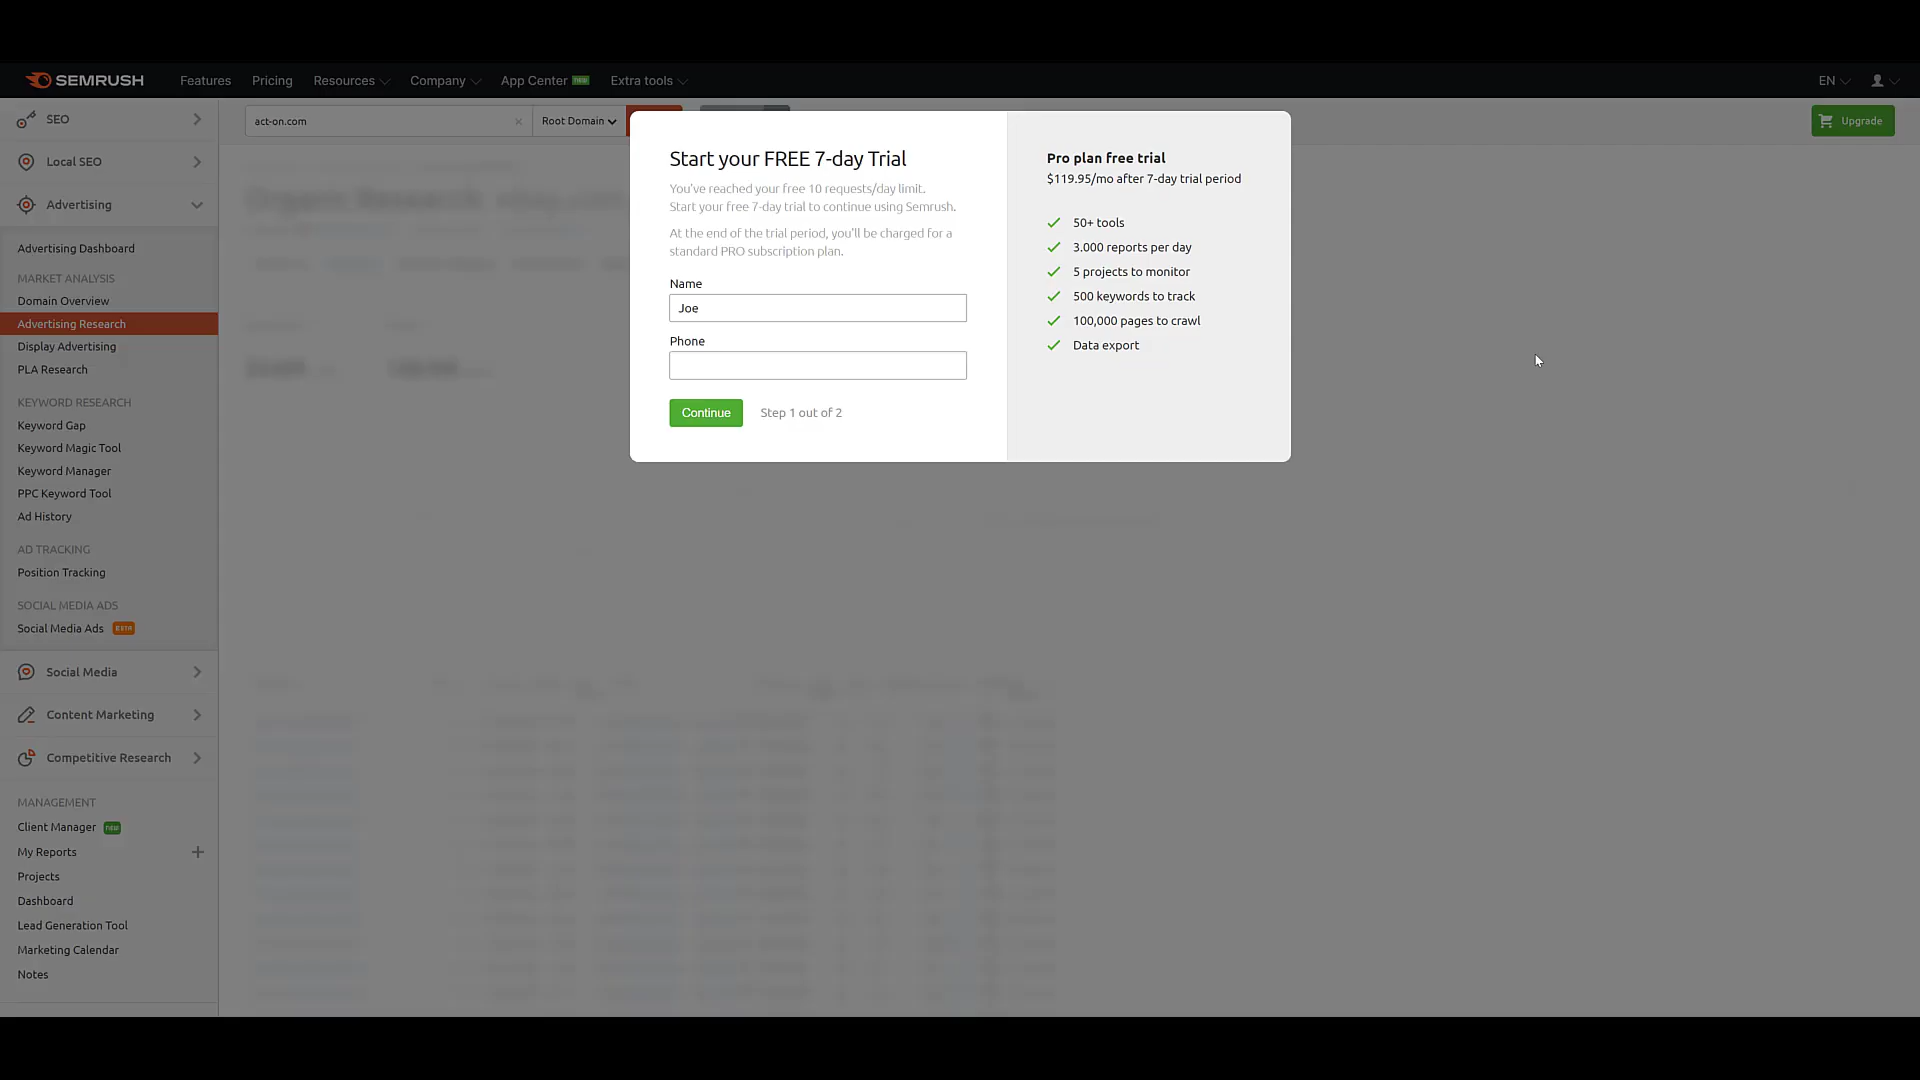 SEMRUSH
Features
Pricing
Resources
Company
App Center NEW
Extra tools
EN
SEO
Local SEO
Advertising
Advertising Dashboard
MARKET ANALYSIS
Domain Overview
Advertising Research
Display Advertising
PLA Research
KEYWORD RESEARCH
Keyword Gap
Keyword Magic Tool
Keyword Manager
PPC Keyword Tool
Ad History
AD TRACKING
Position Tracking
SOCIAL MEDIA ADS
Social Media Ads BETA
Social Media
Content Marketing
Competitive Research
MANAGEMENT
Client Manager NEW
My Reports
Projects
Dashboard
Lead Generation Tool
Marketing Calendar
Notes
act-on.com
Root Domain
Upgrade
Organic Research
Start your FREE 7-day Trial
You've reached your free 10 requests/day limit.
Start your free 7-day trial to continue using Semrush.
At the end of the trial period, you'll be charged for a
standard PRO subscription plan.
Name
Joe
Phone
Continue
Step 1 out of 2
Pro plan free trial
$119.95/mo after 7-day trial period
50+ tools
3.000 reports per day
5 projects to monitor
500 keywords to track
100,000 pages to crawl
Data export